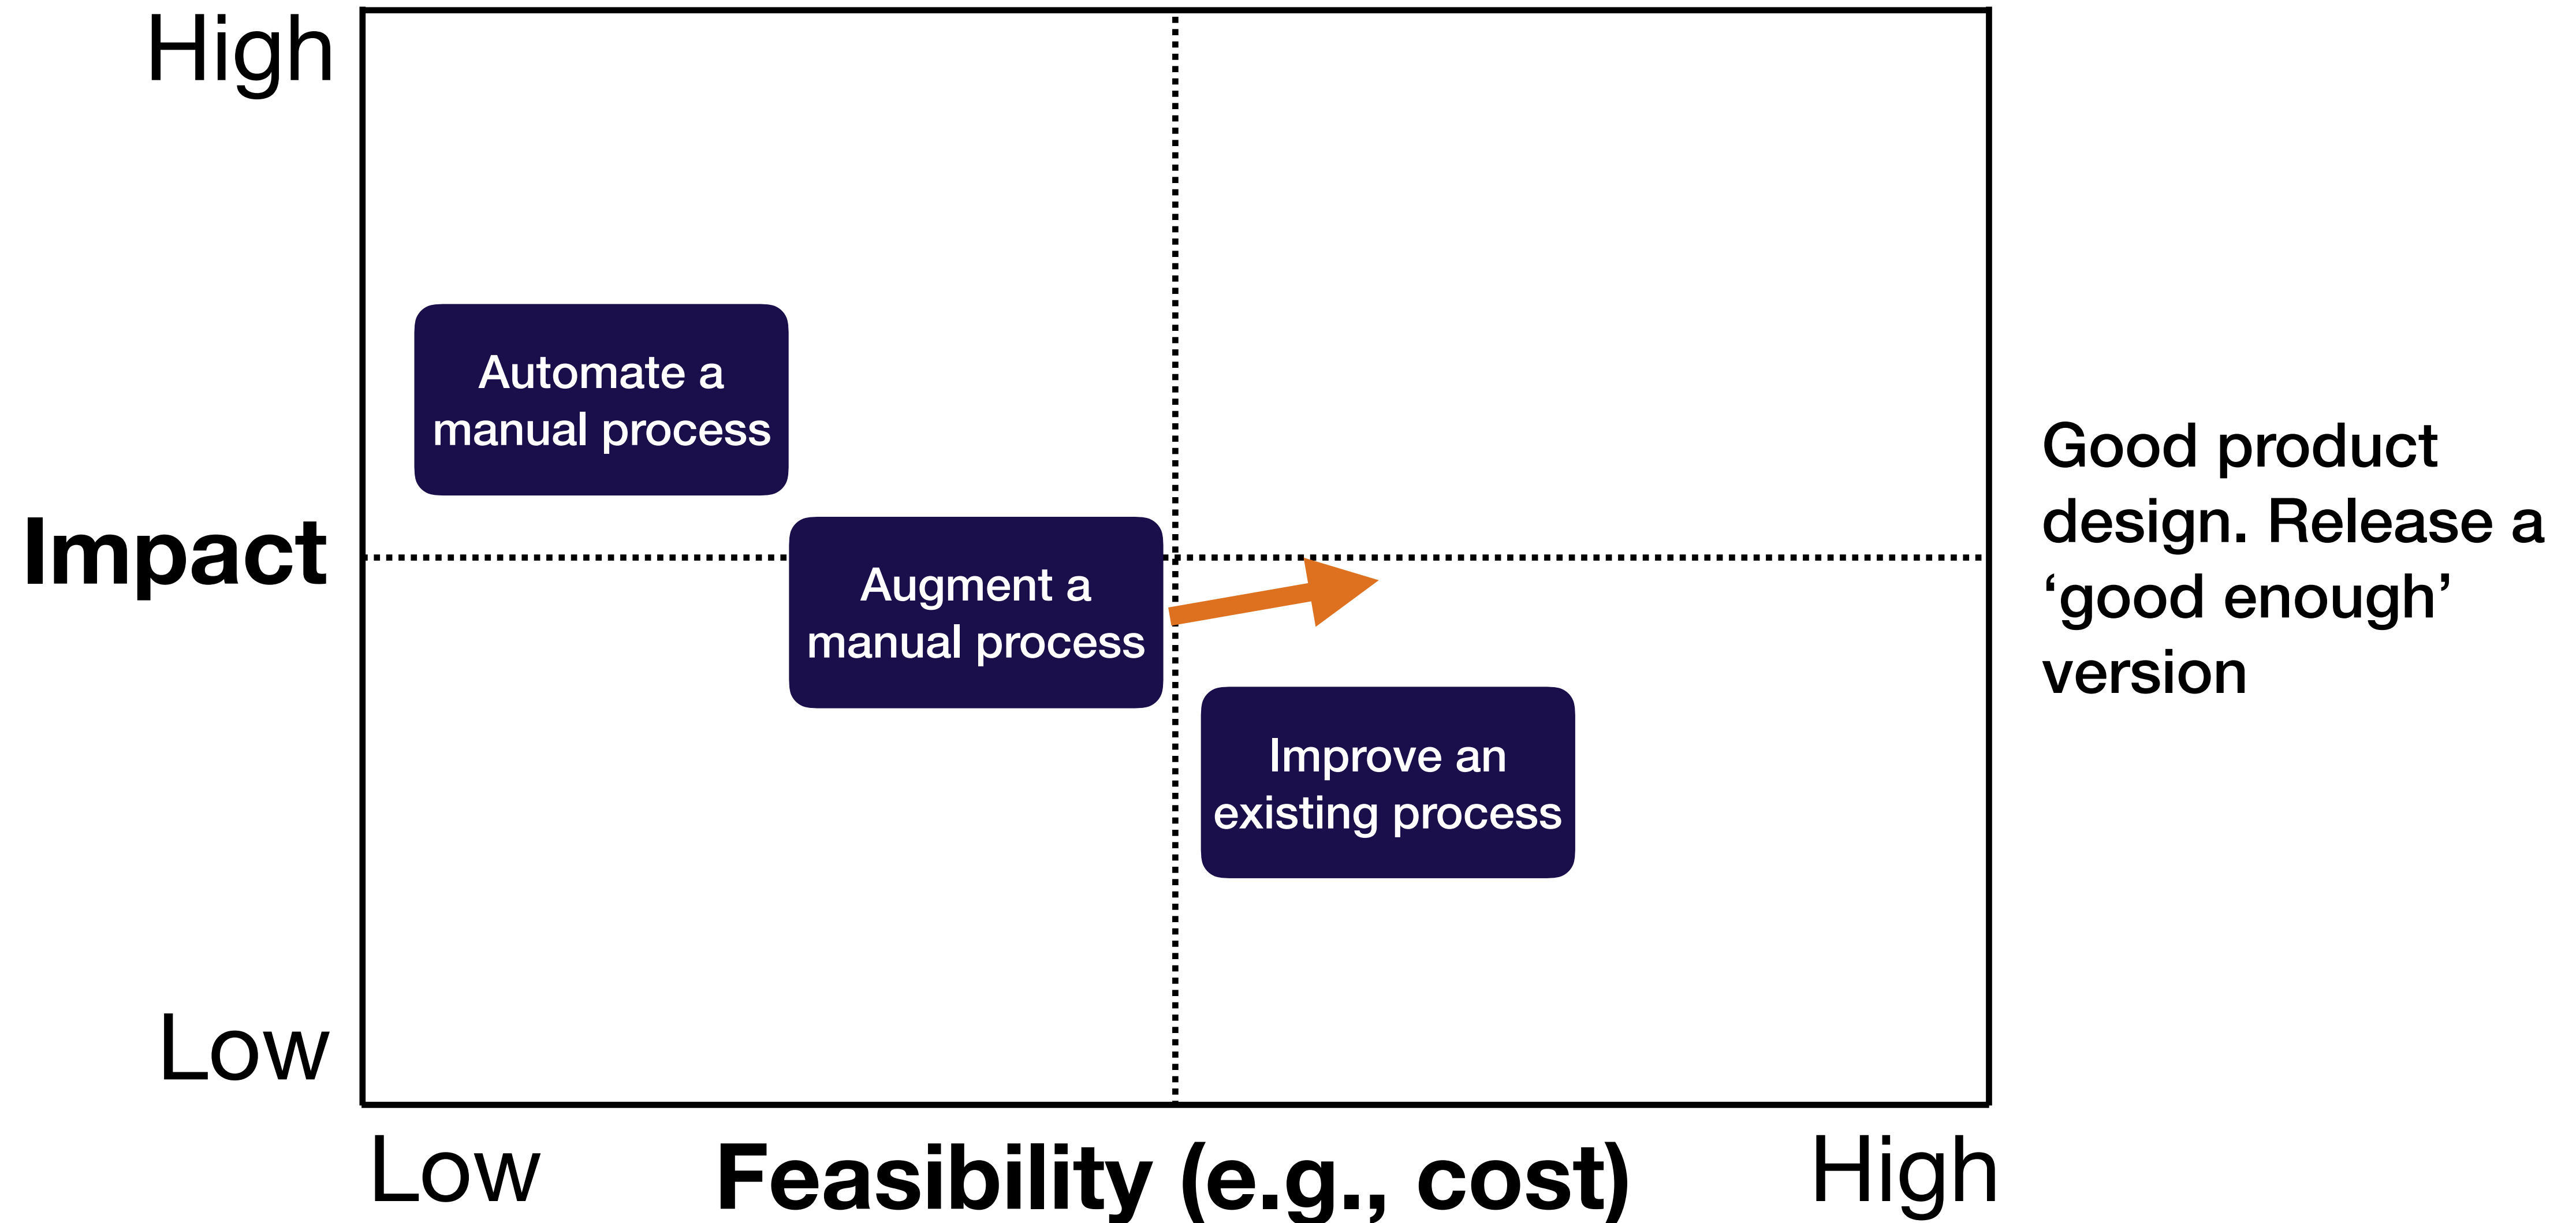 High
Automate a
manual process
Good product
design. Release a
‘good enough’
version
Impact
Augment a
manual process
Improve an
existing process
Low
Low
Feasibility (e.g., cost)
High